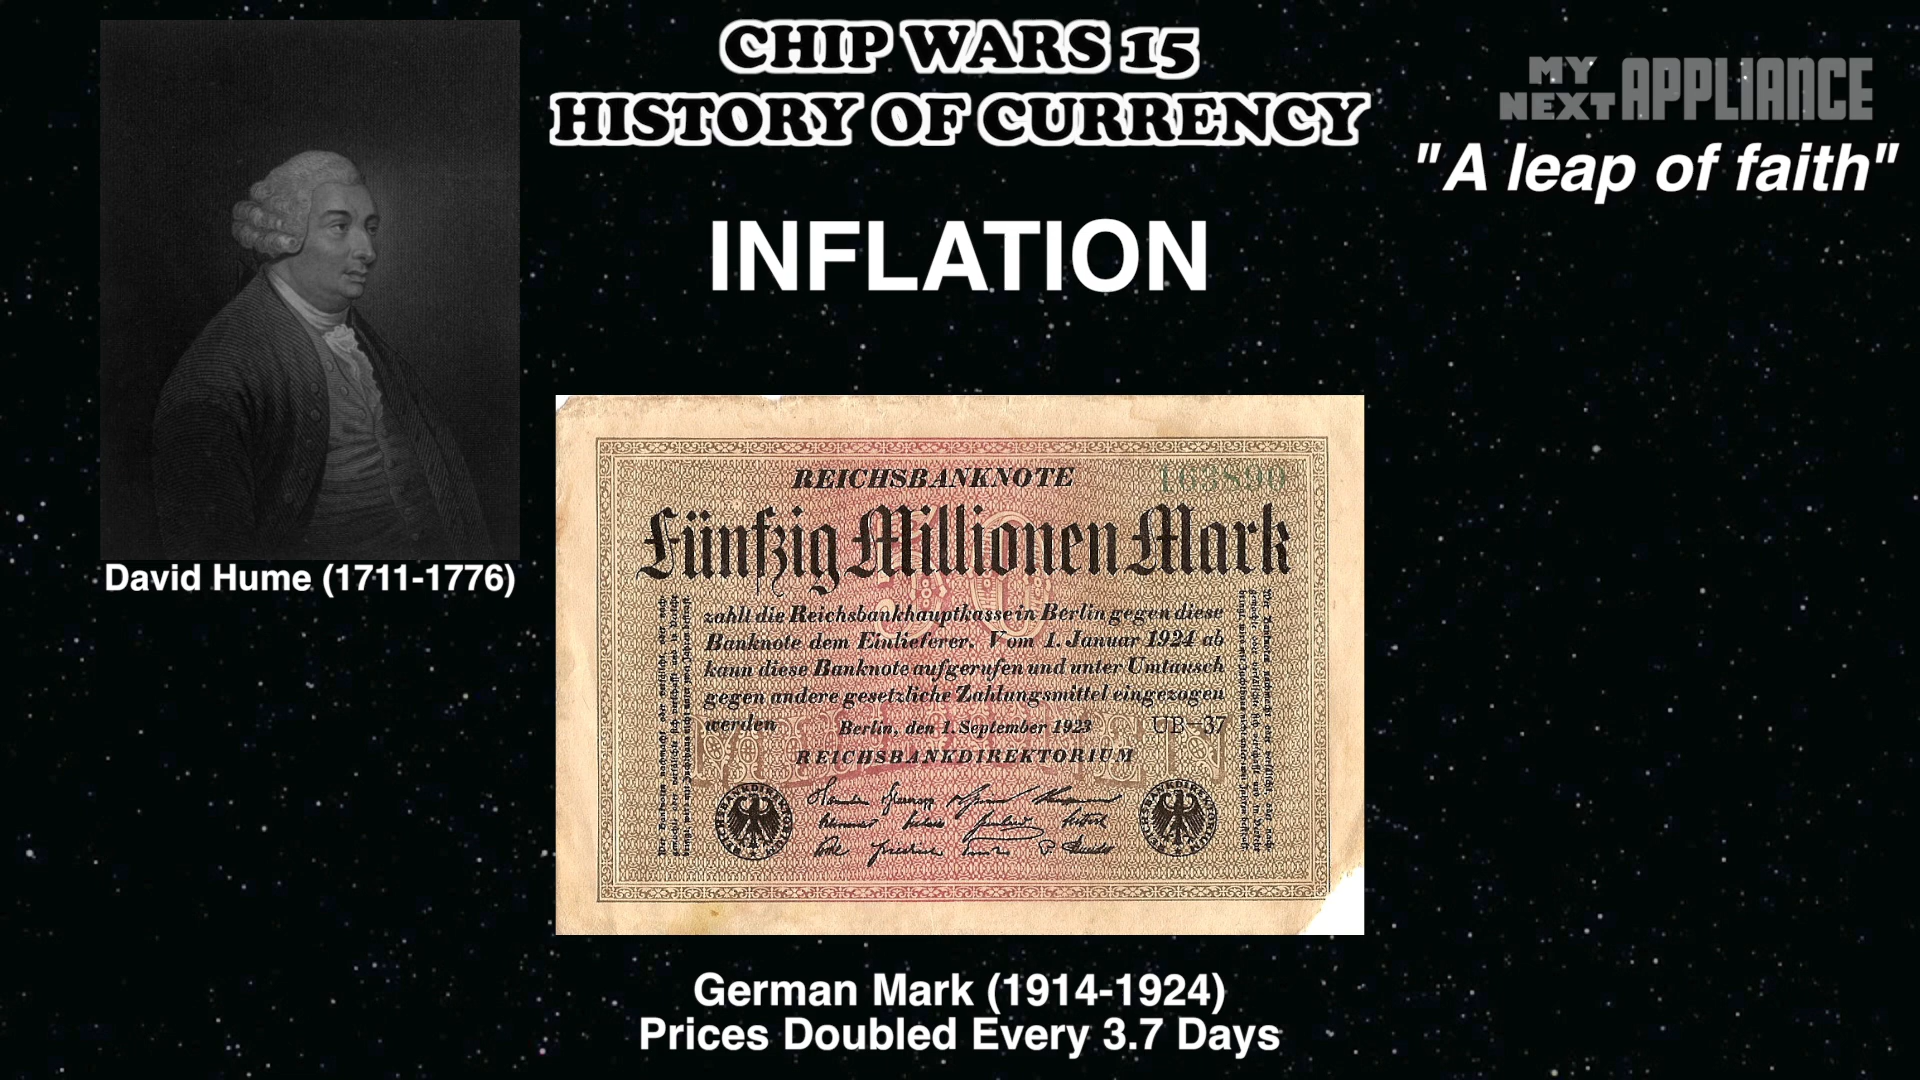 CHIP WARS 15
HISTORY OF CURRENCY
MY
NEXT APPLIANCE
"A leap of faith"
INFLATION
David Hume (1711-1776)
REICHSBANKNOTE
163890
Fünfzig Millionen Mark
zahlt die Reichsbankhauptkasse in Berlin gegen diese
Banknote dem Einlieferer. Vom 1. Januar 1924 ab
kann diese Banknote aufgerufen und unter Umtausch
gegen andere gesetzliche Zahlungsmittel eingezogen
werden
Berlin, den 1. September 1923
UB-37
REICHSBANKDIREKTORIUM
German Mark (1914-1924)
Prices Doubled Every 3.7 Days